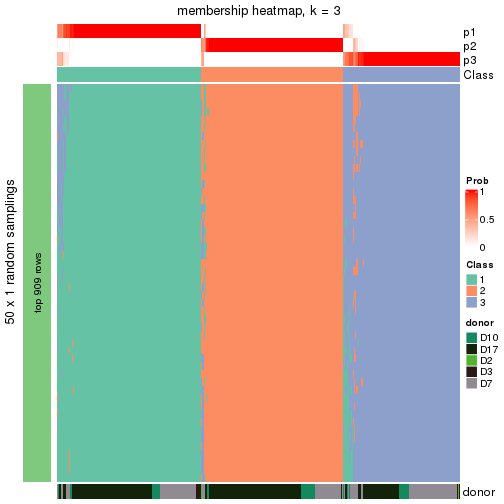 membership heatmap, k = 3
p1
p2
p3
Class
50 x 1 random samplings
top 909 rows
Prob
1
0.5
0
Class
1
2
3
donor
D10
D17
D2
D3
D7
donor